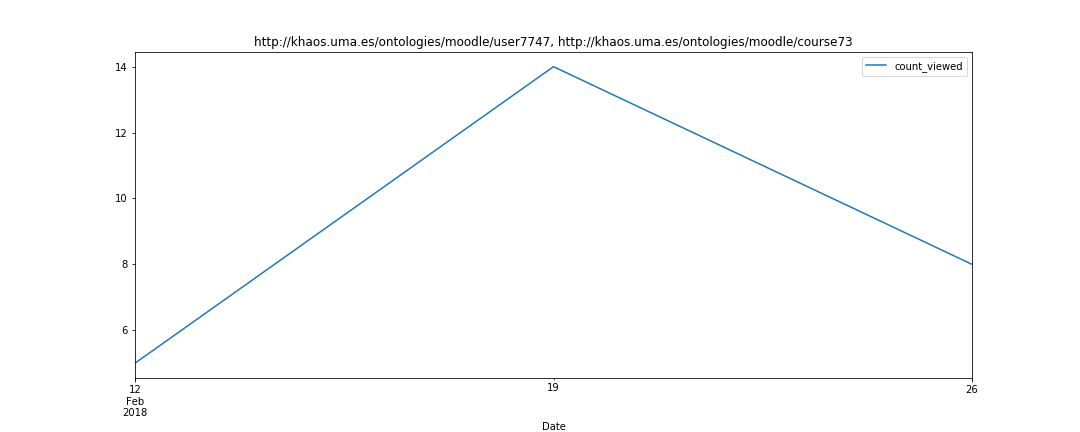 http://khaos.uma.es/ontologies/moodle/user7747, http://khaos.uma.es/ontologies/moodle/course73
count_viewed
14
12
10
8
6
12
Feb
2018
19
26
Date